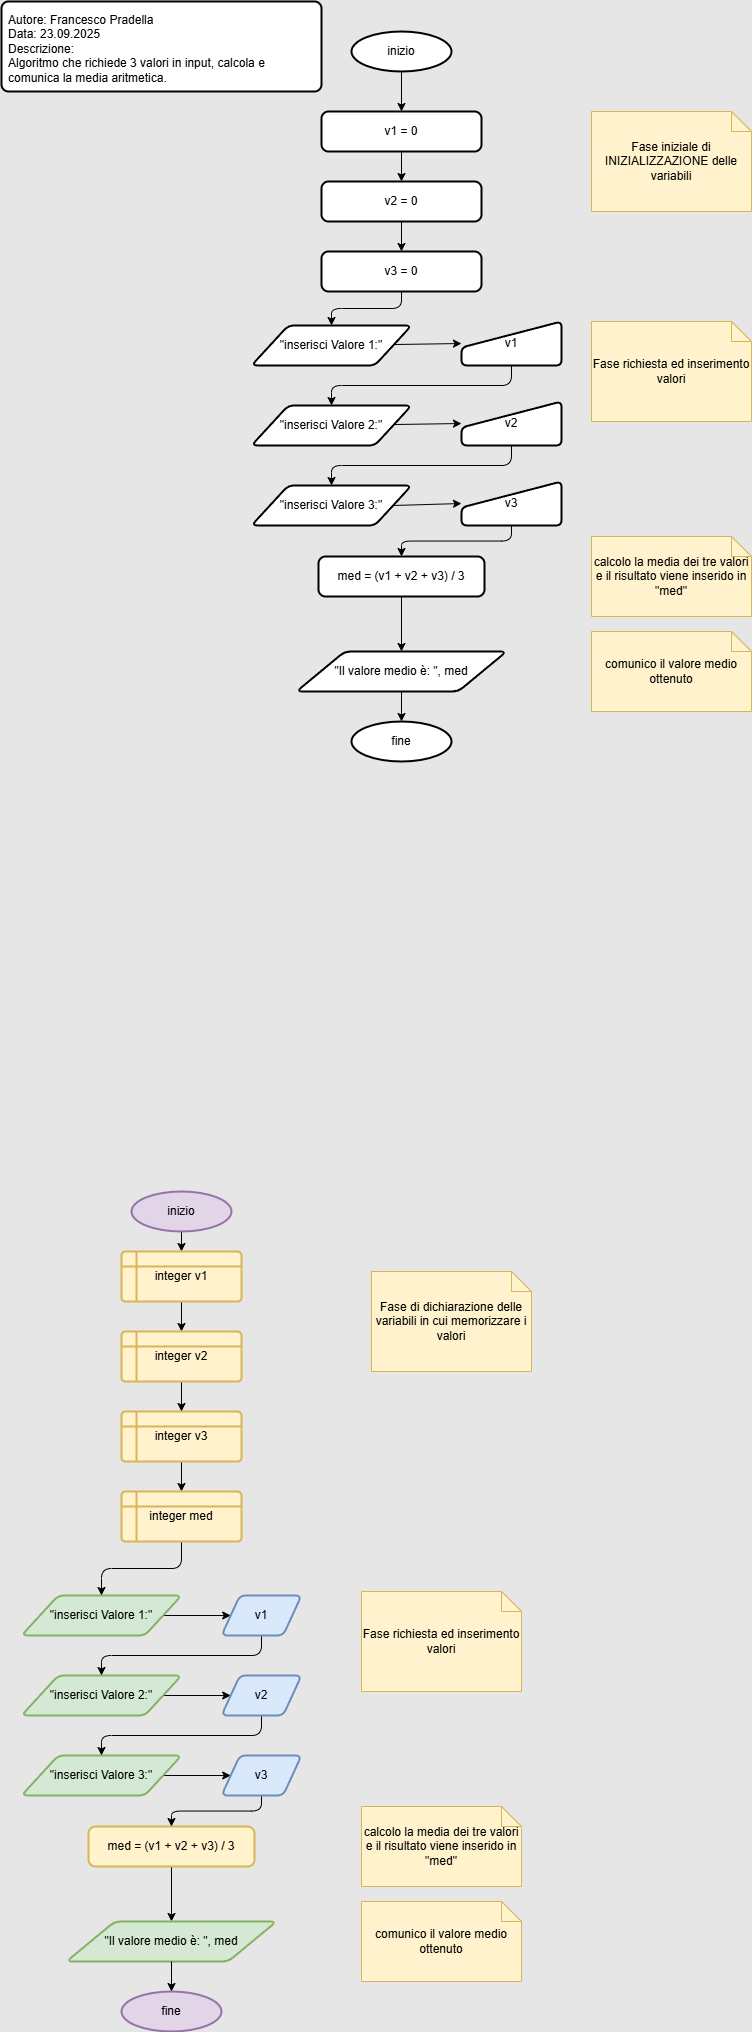 Autore: Francesco Pradella
Data: 23.09.2025
Descrizione:
Algoritmo che richiede 3 valori in input, calcola e
comunica la media aritmetica.
inizio
v1 = 0
Fase iniziale di
INIZIALIZZAZIONE delle
variabili
v2 = 0
v3 = 0
"inserisci Valore 1:"
v1
Fase richiesta ed inserimento
valori
"inserisci Valore 2:"
v2
"inserisci Valore 3:"
v3
med = (v1 + v2 + v3) / 3
calcolo la media dei tre valori
e il risultato viene inserido in
"med"
"Il valore medio è: ", med
comunico il valore medio
ottenuto
fine
inizio
integer v1
Fase di dichiarazione delle
variabili in cui memorizzare i
valori
integer v2
integer v3
integer med
"inserisci Valore 1:"
v1
Fase richiesta ed inserimento
valori
"inserisci Valore 2:"
v2
"inserisci Valore 3:"
v3
med = (v1 + v2 + v3) / 3
calcolo la media dei tre valori
e il risultato viene inserido in
"med"
"Il valore medio è: ", med
comunico il valore medio
ottenuto
fine